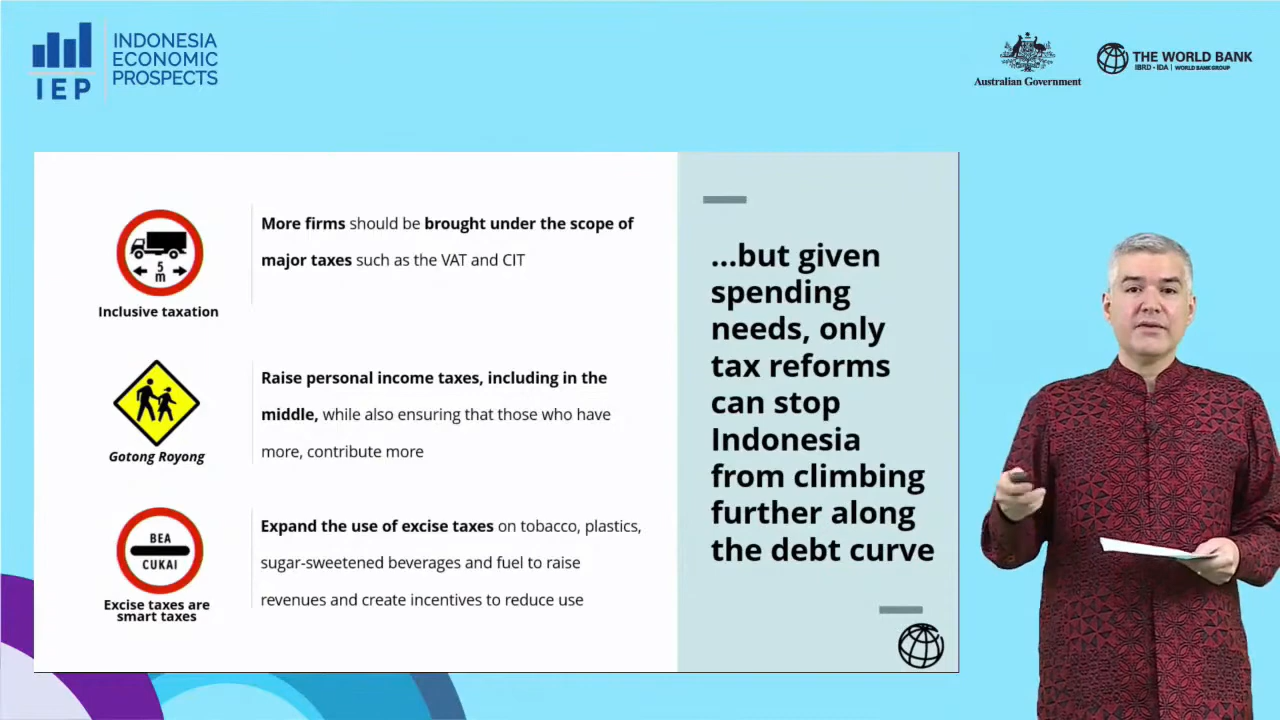 INDONESIA
ECONOMIC
PROSPECTS
IEP
Australian Government
THE WORLD BANK
IBRD • IDA | WORLD BANK GROUP
5
m
Inclusive taxation
More firms should be brought under the scope of
major taxes such as the VAT and CIT
Gotong Royong
Raise personal income taxes, including in the
middle, while also ensuring that those who have
more, contribute more
BEA
CUKAI
Excise taxes are
smart taxes
Expand the use of excise taxes on tobacco, plastics,
sugar-sweetened beverages and fuel to raise
revenues and create incentives to reduce use
...but given
spending
needs, only
tax reforms
can stop
Indonesia
from climbing
further along
the debt curve